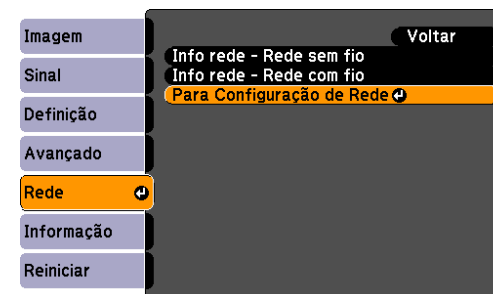 Imagem
Sinal
Definição
Avançado
Rede
Informação
Reiniciar
Voltar
Info rede - Rede sem fio
Info rede - Rede com fio
Para Configuração de Rede